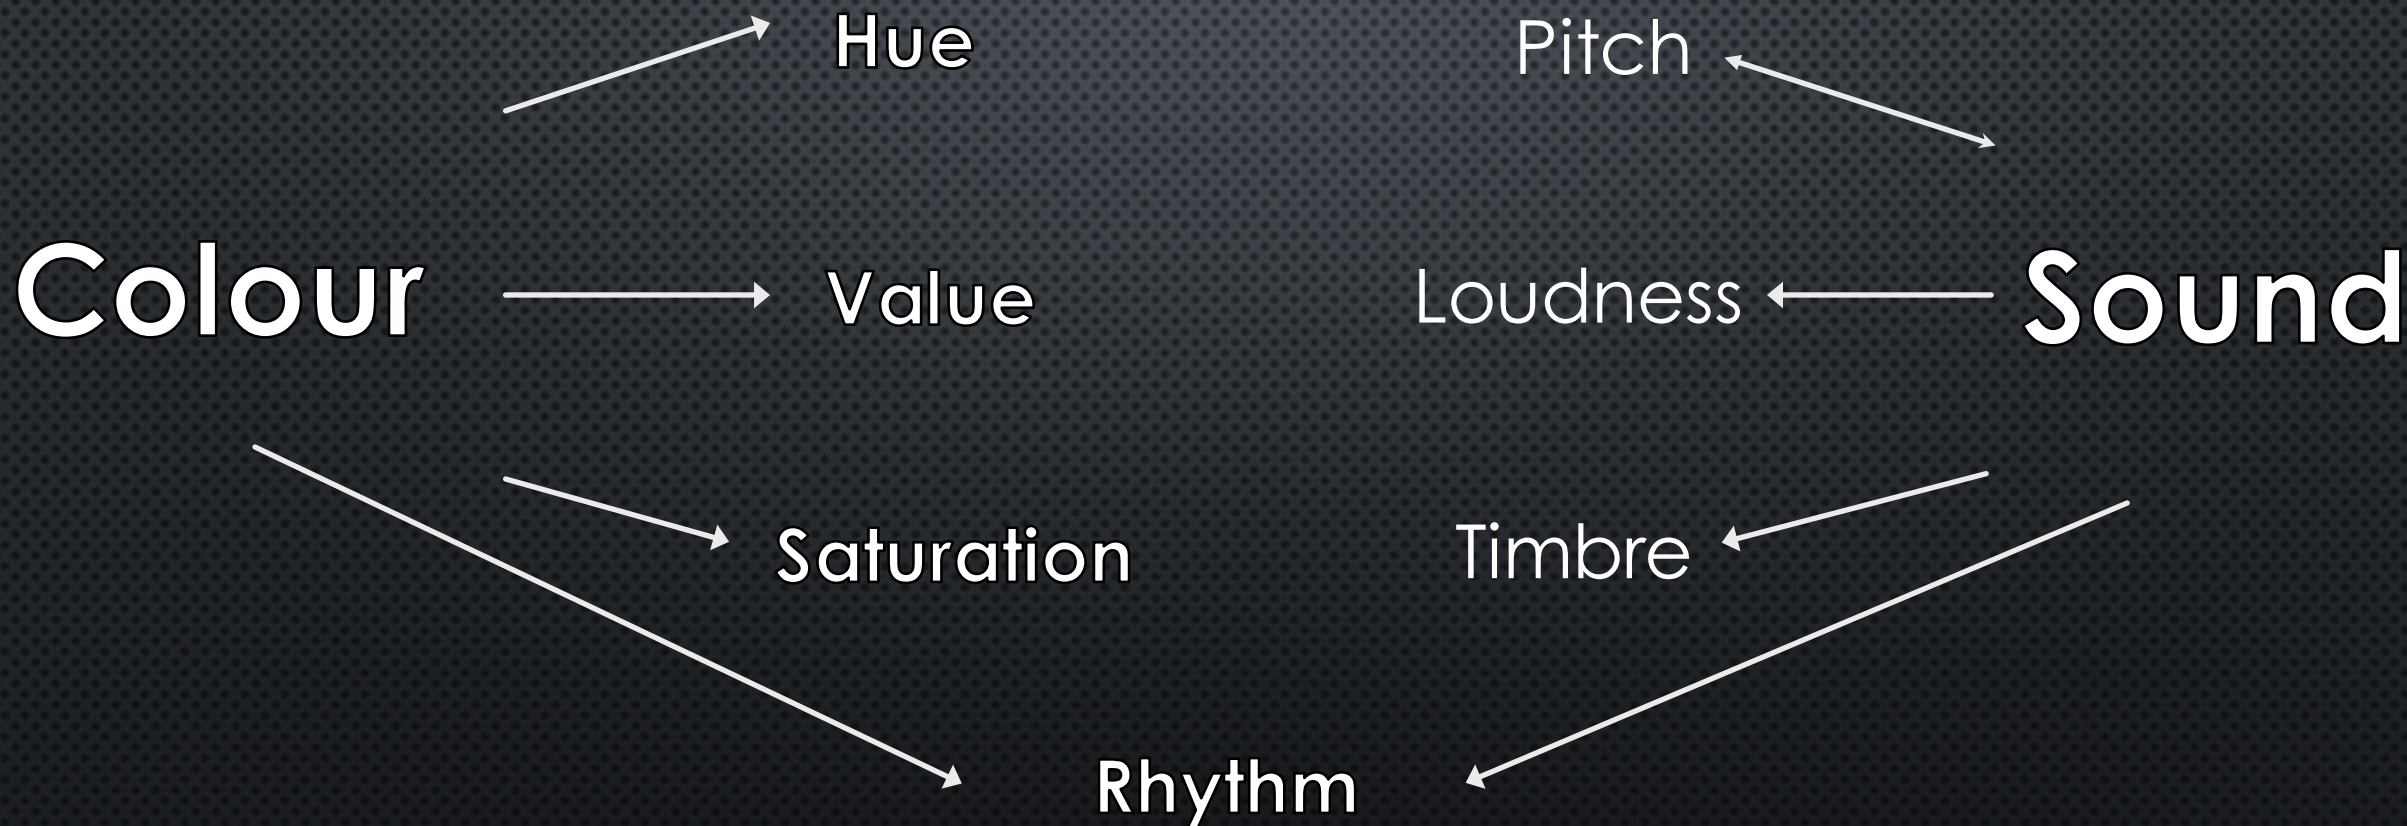 Hue
Pitch
Colour
Value
Loudness
Sound
Saturation
Timbre
Rhythm